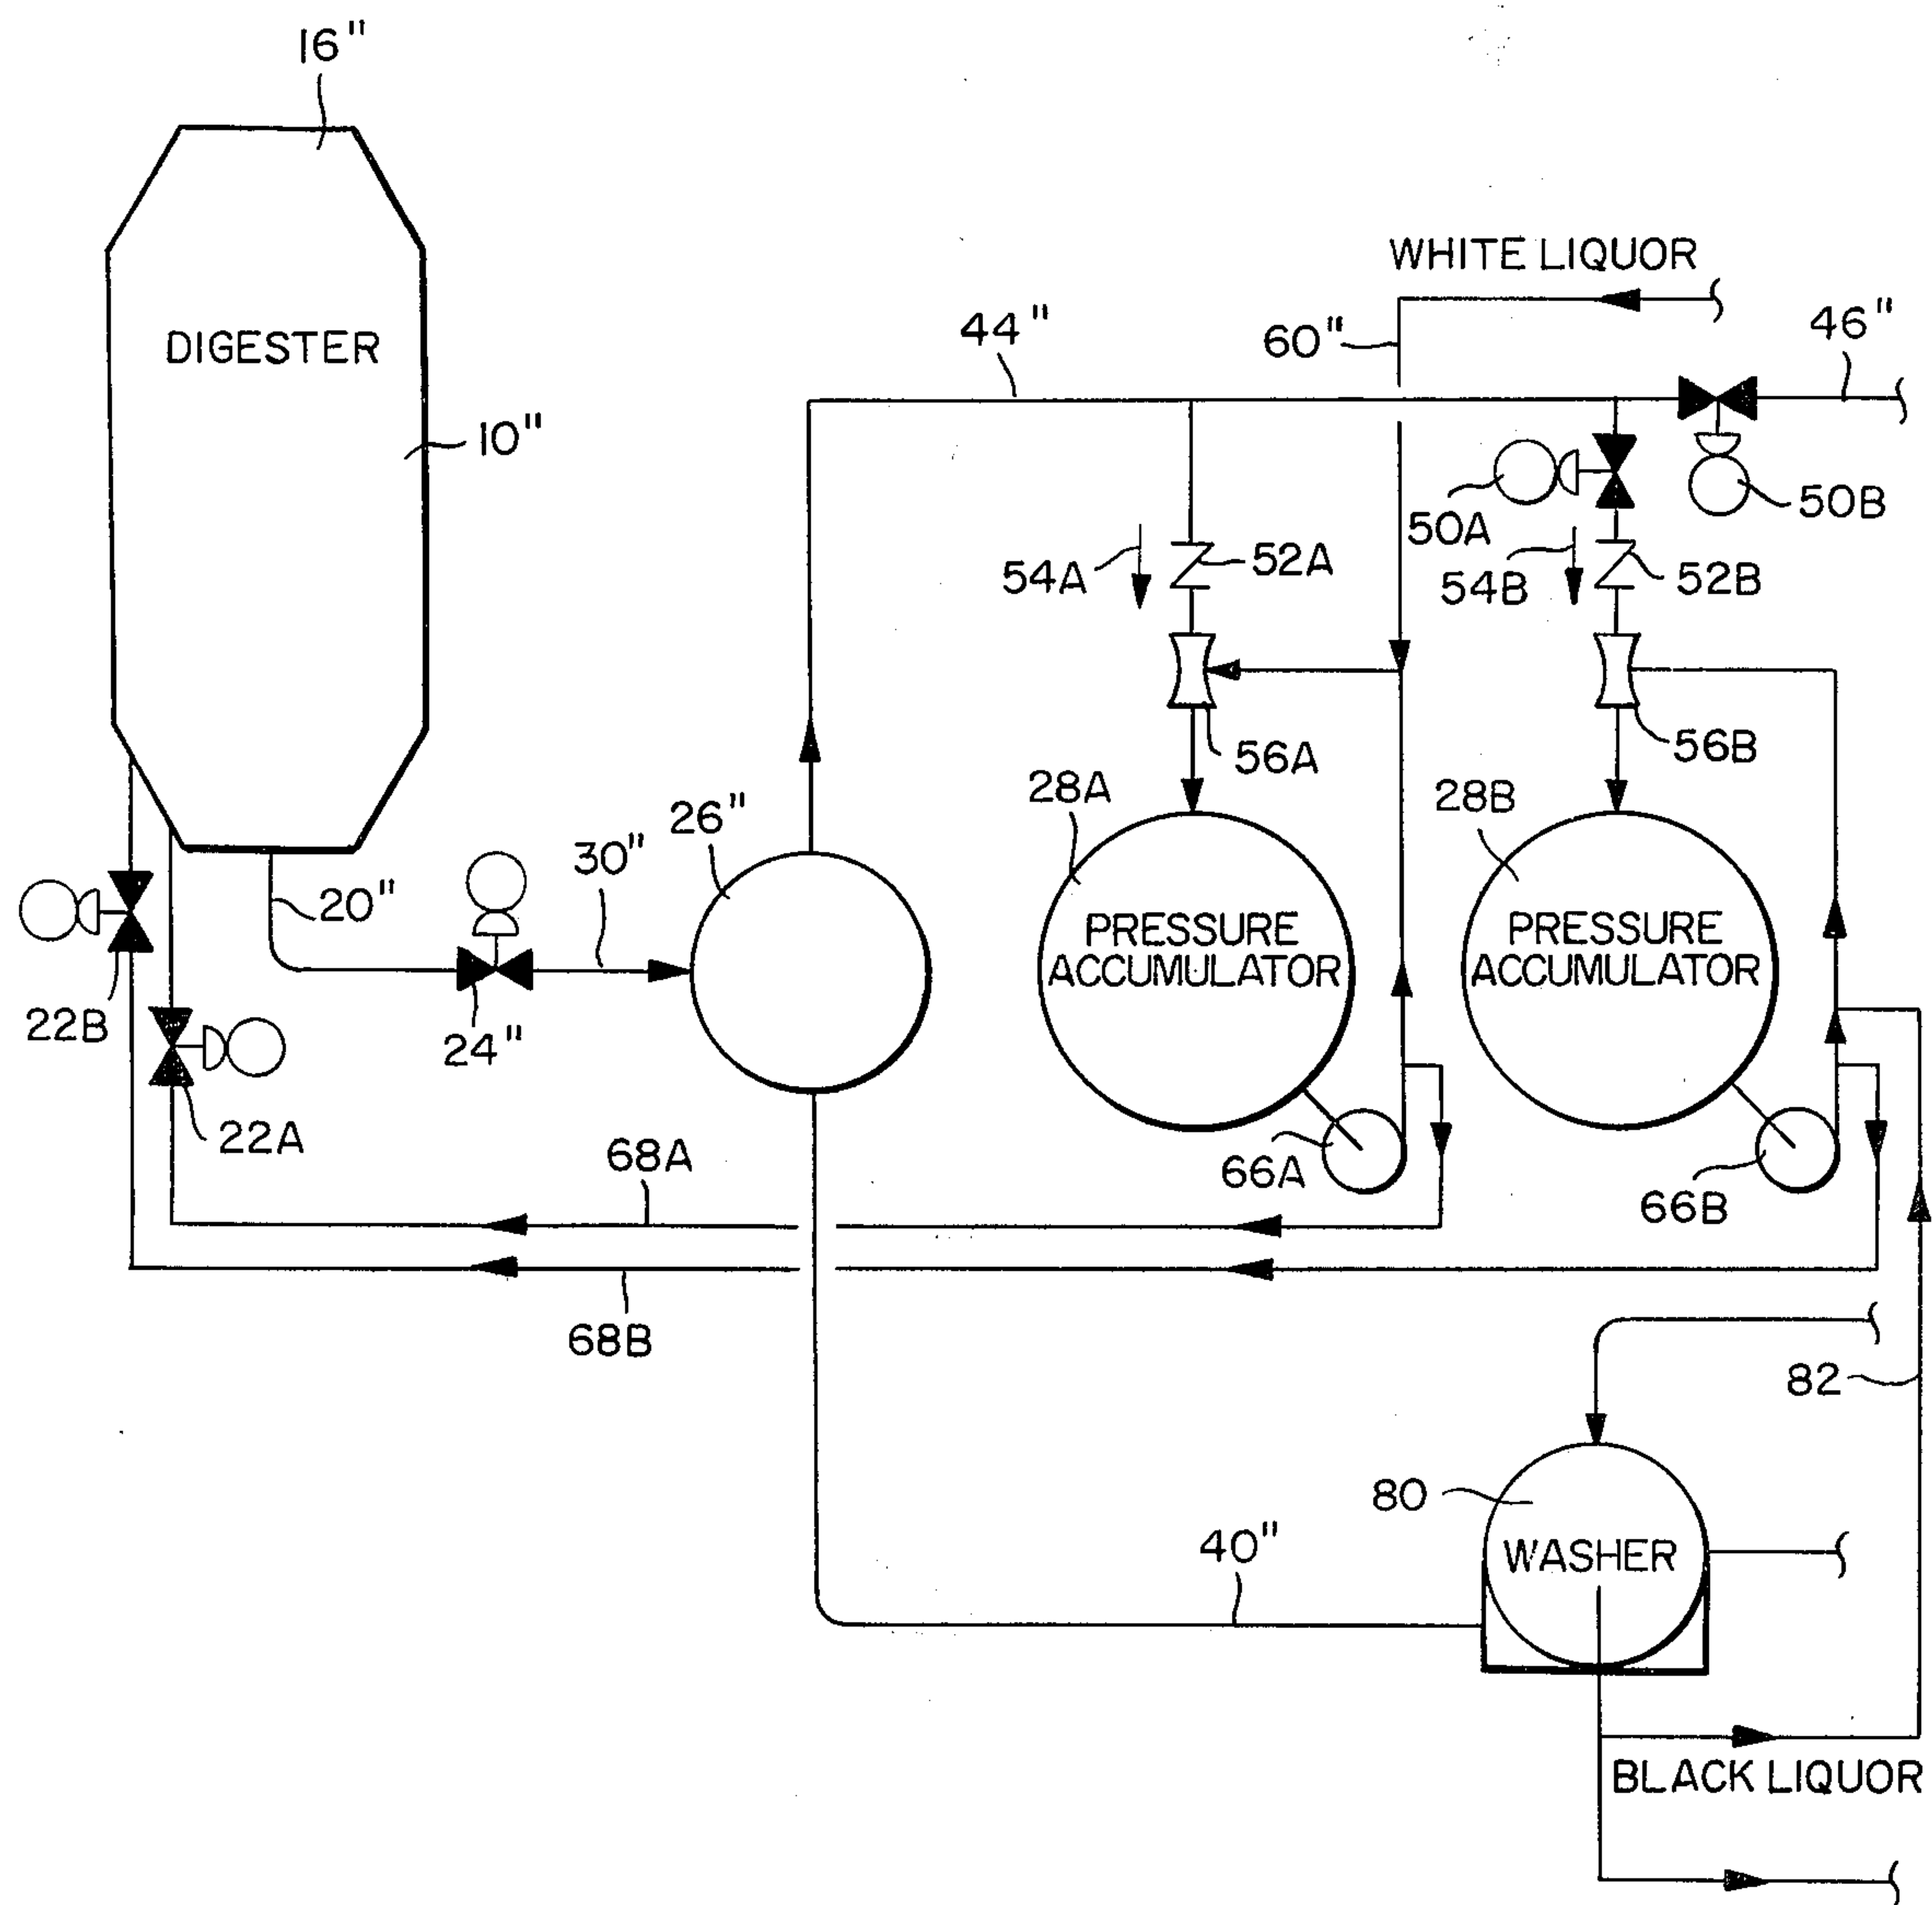 16"
WHITE LIQUOR
44"
60"
46"
DIGESTER
10"
50A
50B
54A
52A
54B
52B
56A
56B
28A
28B
26"
30"
20"
PRESSURE
ACCUMULATOR
PRESSURE
ACCUMULATOR
22B
24"
22A
68A
66A
66B
68B
82
80
40"
WASHER
BLACK LIQUOR